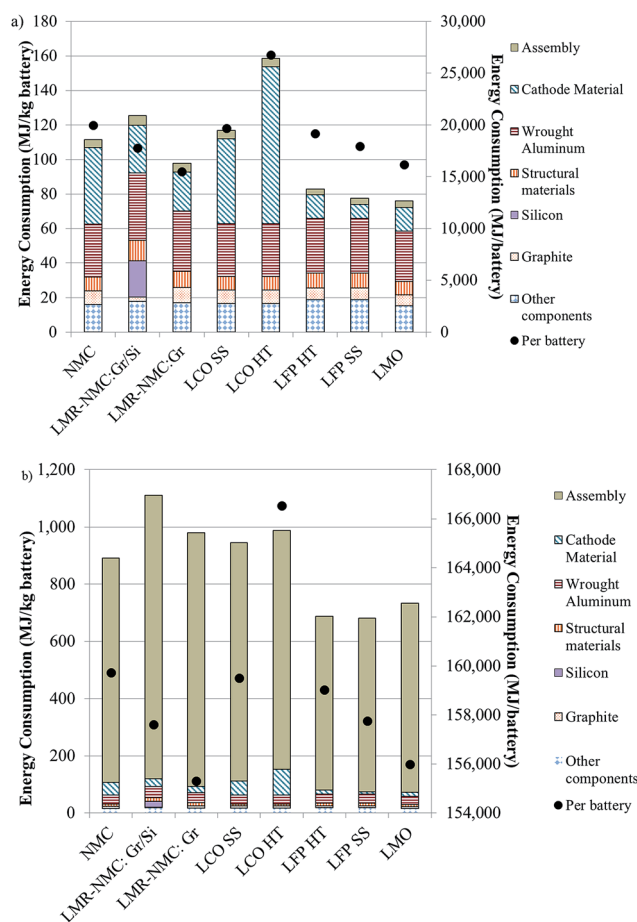 a)
180
160
140
120
100
80
60
40
20
0
Energy Consumption (MJ/kg battery)
30,000
25,000
20,000
15,000
10,000
5,000
0
Energy Consumption (MJ/battery)
NMC
LMR-NMC:Gr/Si
LMR-NMC:Gr
LCO SS
LCO HT
LFP HT
LFP SS
LMO
Assembly
Cathode Material
Wrought
Aluminum
Structural
materials
Silicon
Graphite
Other
components
Per battery
b)
1,200
1,000
800
600
400
200
0
Energy Consumption (MJ/kg battery)
168,000
166,000
164,000
162,000
160,000
158,000
156,000
154,000
Energy Consumption (MJ/battery)
NMC
LMR-NMC: Gr/Si
LMR-NMC: Gr
LCO SS
LCO HT
LFP HT
LFP SS
LMO
Assembly
Cathode
Material
Wrought
Aluminum
Structural
materials
Silicon
Graphite
Other
components
Per battery